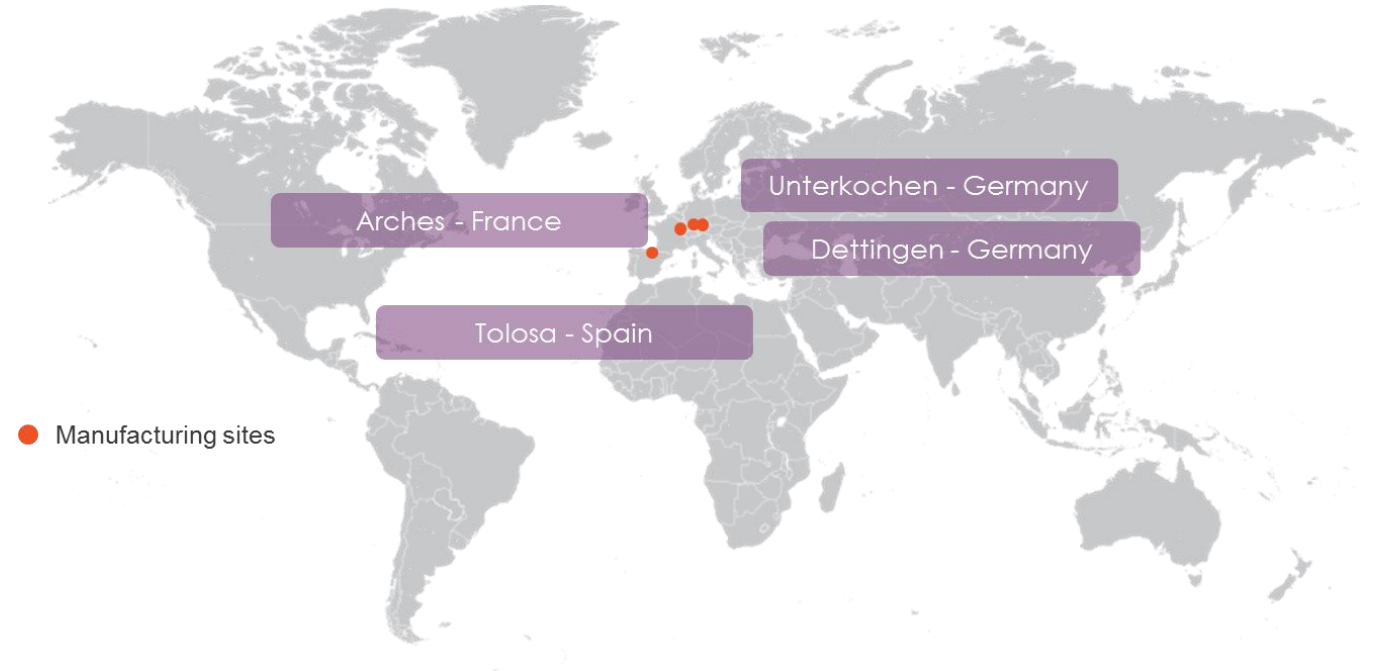 Unterkochen - Germany
Arches - France
Dettingen - Germany
Tolosa - Spain
Manufacturing sites